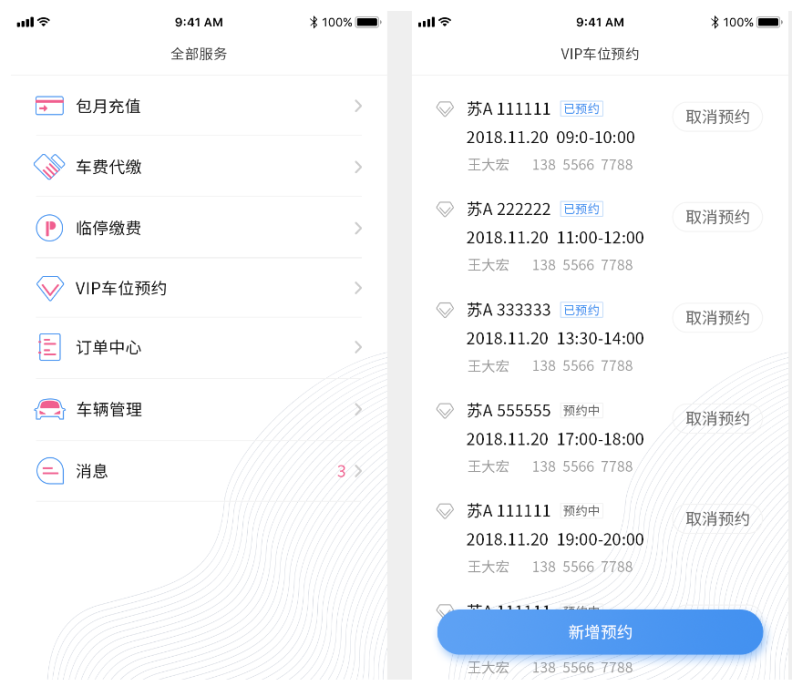 9:41 AM
100%
全部服务
包月充值
车费代缴
临停缴费
VIP车位预约
订单中心
车辆管理
消息
3
9:41 AM
100%
VIP车位预约
苏A 111111 已预约
取消预约
2018.11.20 09:0-10:00
王大宏 138 5566 7788
苏A 222222 已预约
取消预约
2018.11.20 11:00-12:00
王大宏 138 5566 7788
苏A 333333 已预约
取消预约
2018.11.20 13:30-14:00
王大宏 138 5566 7788
苏A 555555 预约中
取消预约
2018.11.20 17:00-18:00
王大宏 138 5566 7788
苏A 111111 预约中
取消预约
2018.11.20 19:00-20:00
王大宏 138 5566 7788
苏A 111111 预约中
新增预约
王大宏 138 5566 7788